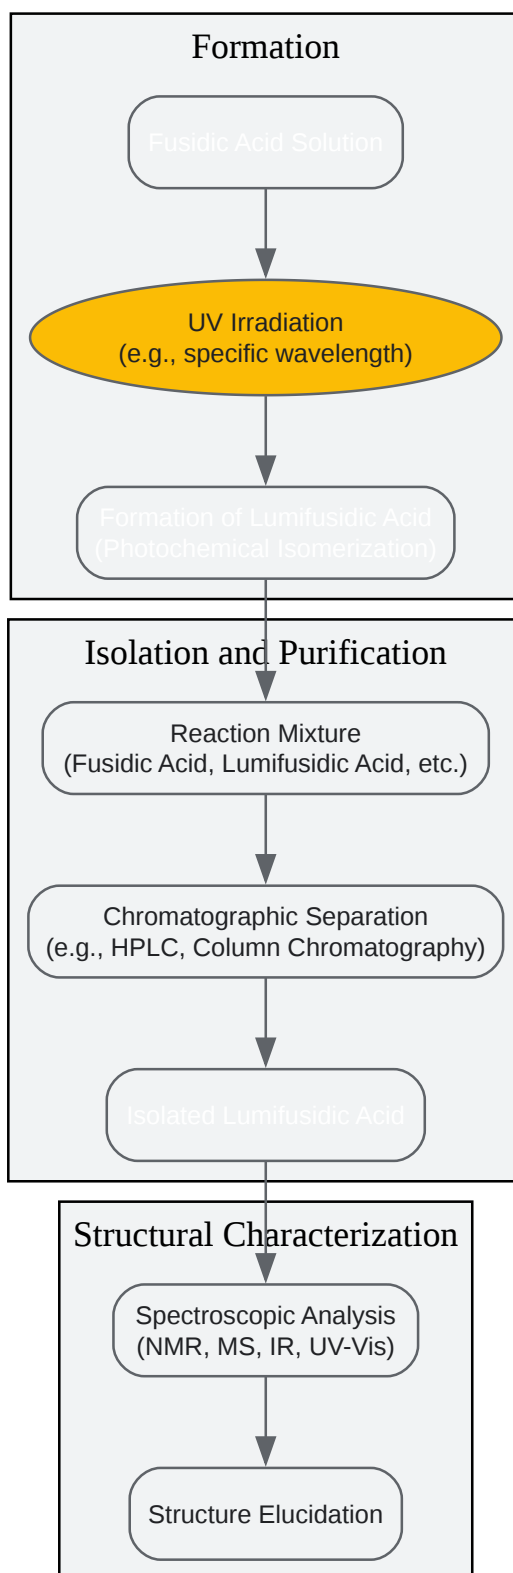 Formation
Fusidic Acid Solution
UV Irradiation
(e.g., specific wavelength)
Formation of Lumifusidic Acid
(Photochemical Isomerization)
Isolation and Purification
Reaction Mixture
(Fusidic Acid, Lumifusidic Acid, etc.)
Chromatographic Separation
(e.g., HPLC, Column Chromatography)
Isolated Lumifusidic Acid
Structural Characterization
Spectroscopic Analysis
(NMR, MS, IR, UV-Vis)
Structure Elucidation